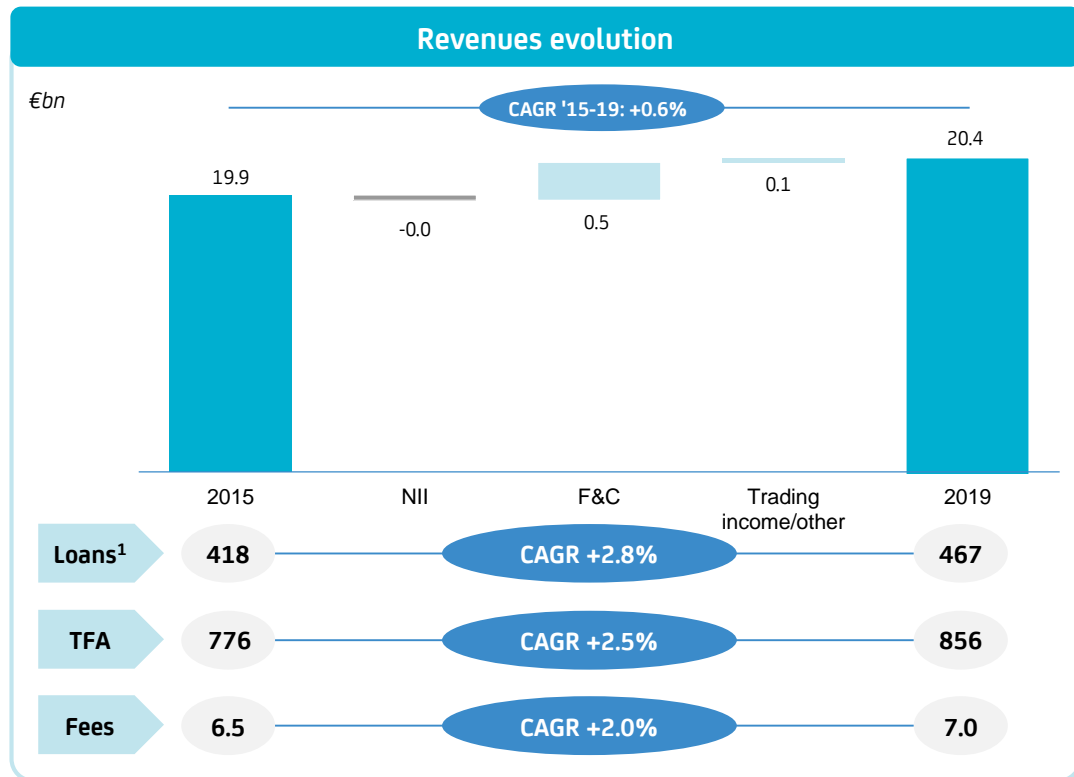 Revenues evolution
€bn
CAGR '15-19: +0.6%
19.9
-0.0
0.5
0.1
20.4
2015
NII
F&C
Trading
income/other
2019
Loans¹
418
CAGR +2.8%
467
TFA
776
CAGR +2.5%
856
Fees
6.5
CAGR +2.0%
7.0